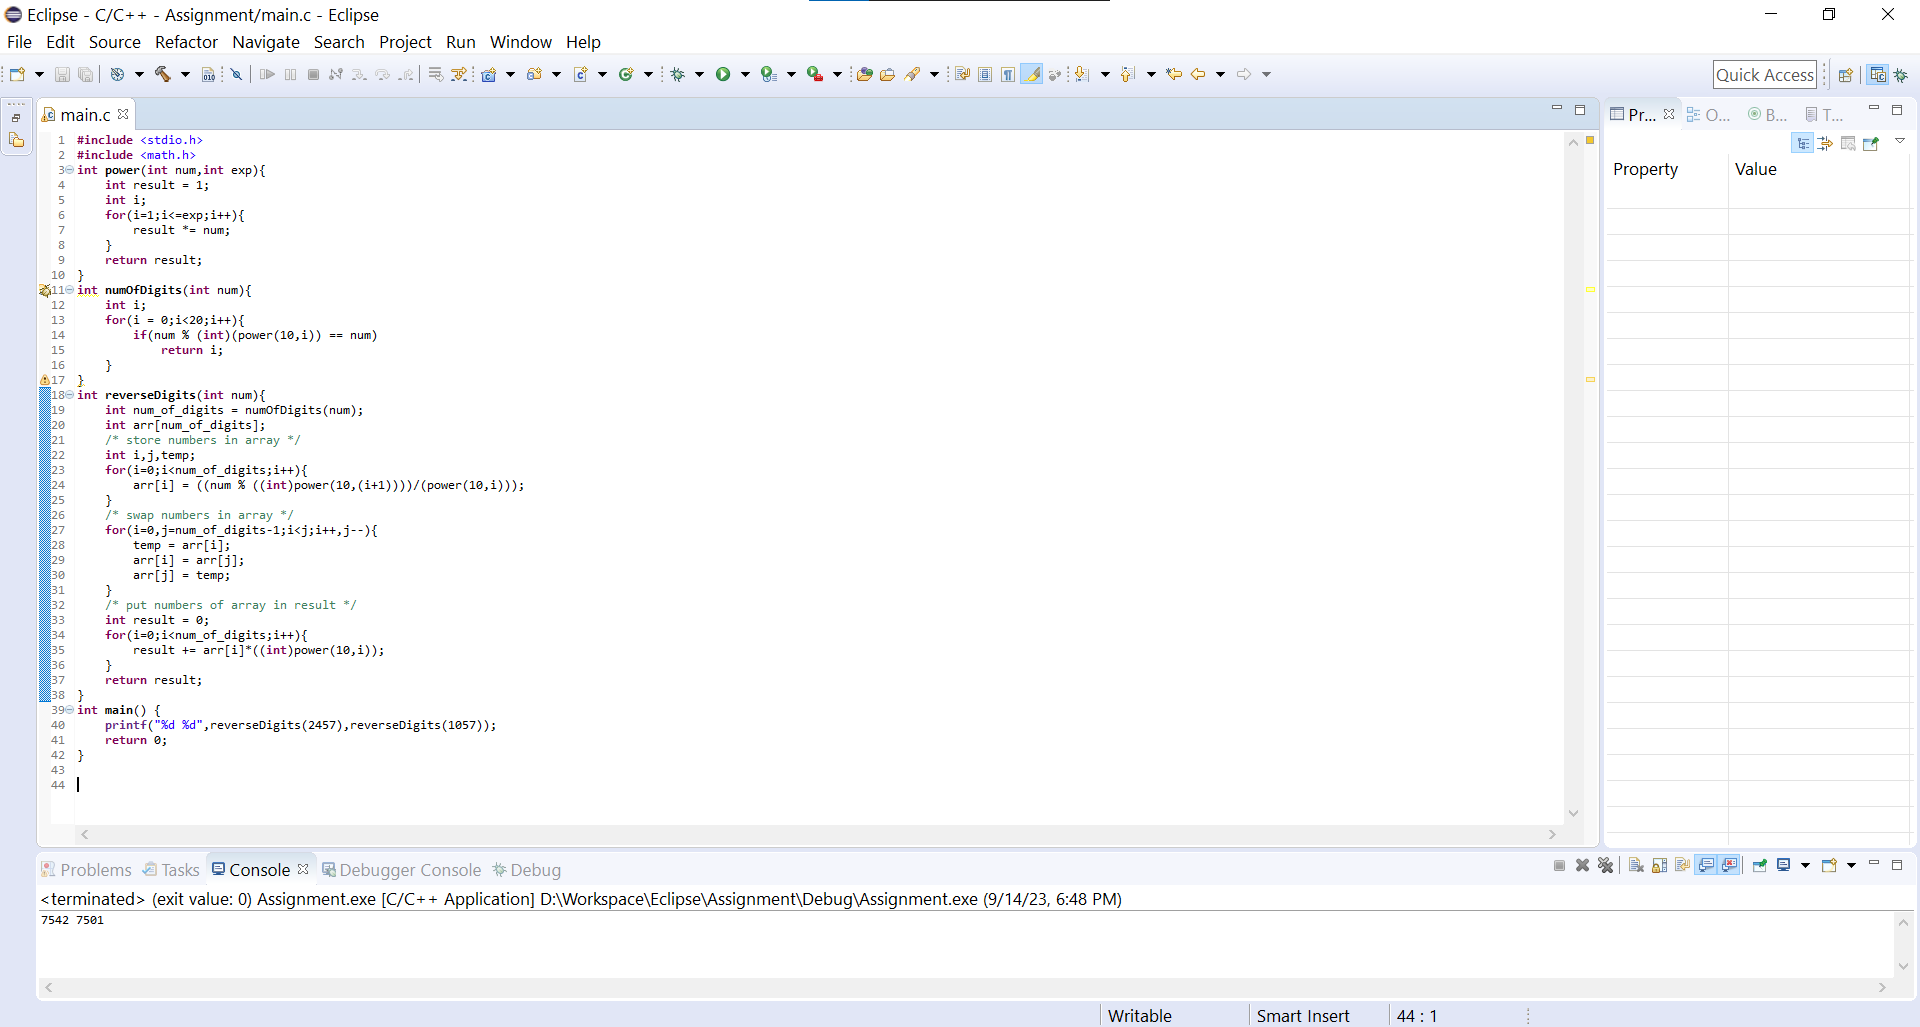 Eclipse - C/C++ - Assignment/main.c - Eclipse
File Edit Source Refactor Navigate Search Project Run Window Help
Quick Access
main.c
Pr... O... B... T...
Property Value
1 #include <stdio.h>
2 #include <math.h>
3 int power(int num,int exp){
4     int result = 1;
5     int i;
6     for(i=1;i<=exp;i++){
7         result *= num;
8     }
9     return result;
10 }
11 int numOfDigits(int num){
12     int i;
13     for(i = 0;i<20;i++){
14         if(num % (int)(power(10,i)) == num)
15             return i;
16     }
17 }
18 int reverseDigits(int num){
19     int num_of_digits = numOfDigits(num);
20     int arr[num_of_digits];
21     /* store numbers in array */
22     int i,j,temp;
23     for(i=0;i<num_of_digits;i++){
24         arr[i] = ((num % ((int)power(10,(i+1))))/(power(10,i)));
25     }
26     /* swap numbers in array */
27     for(i=0,j=num_of_digits-1;i<j;i++,j--){
28         temp = arr[i];
29         arr[i] = arr[j];
30         arr[j] = temp;
31     }
32     /* put numbers of array in result */
33     int result = 0;
34     for(i=0;i<num_of_digits;i++){
35         result += arr[i]*((int)power(10,i));
36     }
37     return result;
38 }
39 int main() {
40     printf("%d %d",reverseDigits(2457),reverseDigits(1057));
41     return 0;
42 }
43
44
Problems Tasks Console Debugger Console Debug
<terminated> (exit value: 0) Assignment.exe [C/C++ Application] D:\Workspace\Eclipse\Assignment\Debug\Assignment.exe (9/14/23, 6:48 PM)
7542 7501
Writable Smart Insert 44 : 1